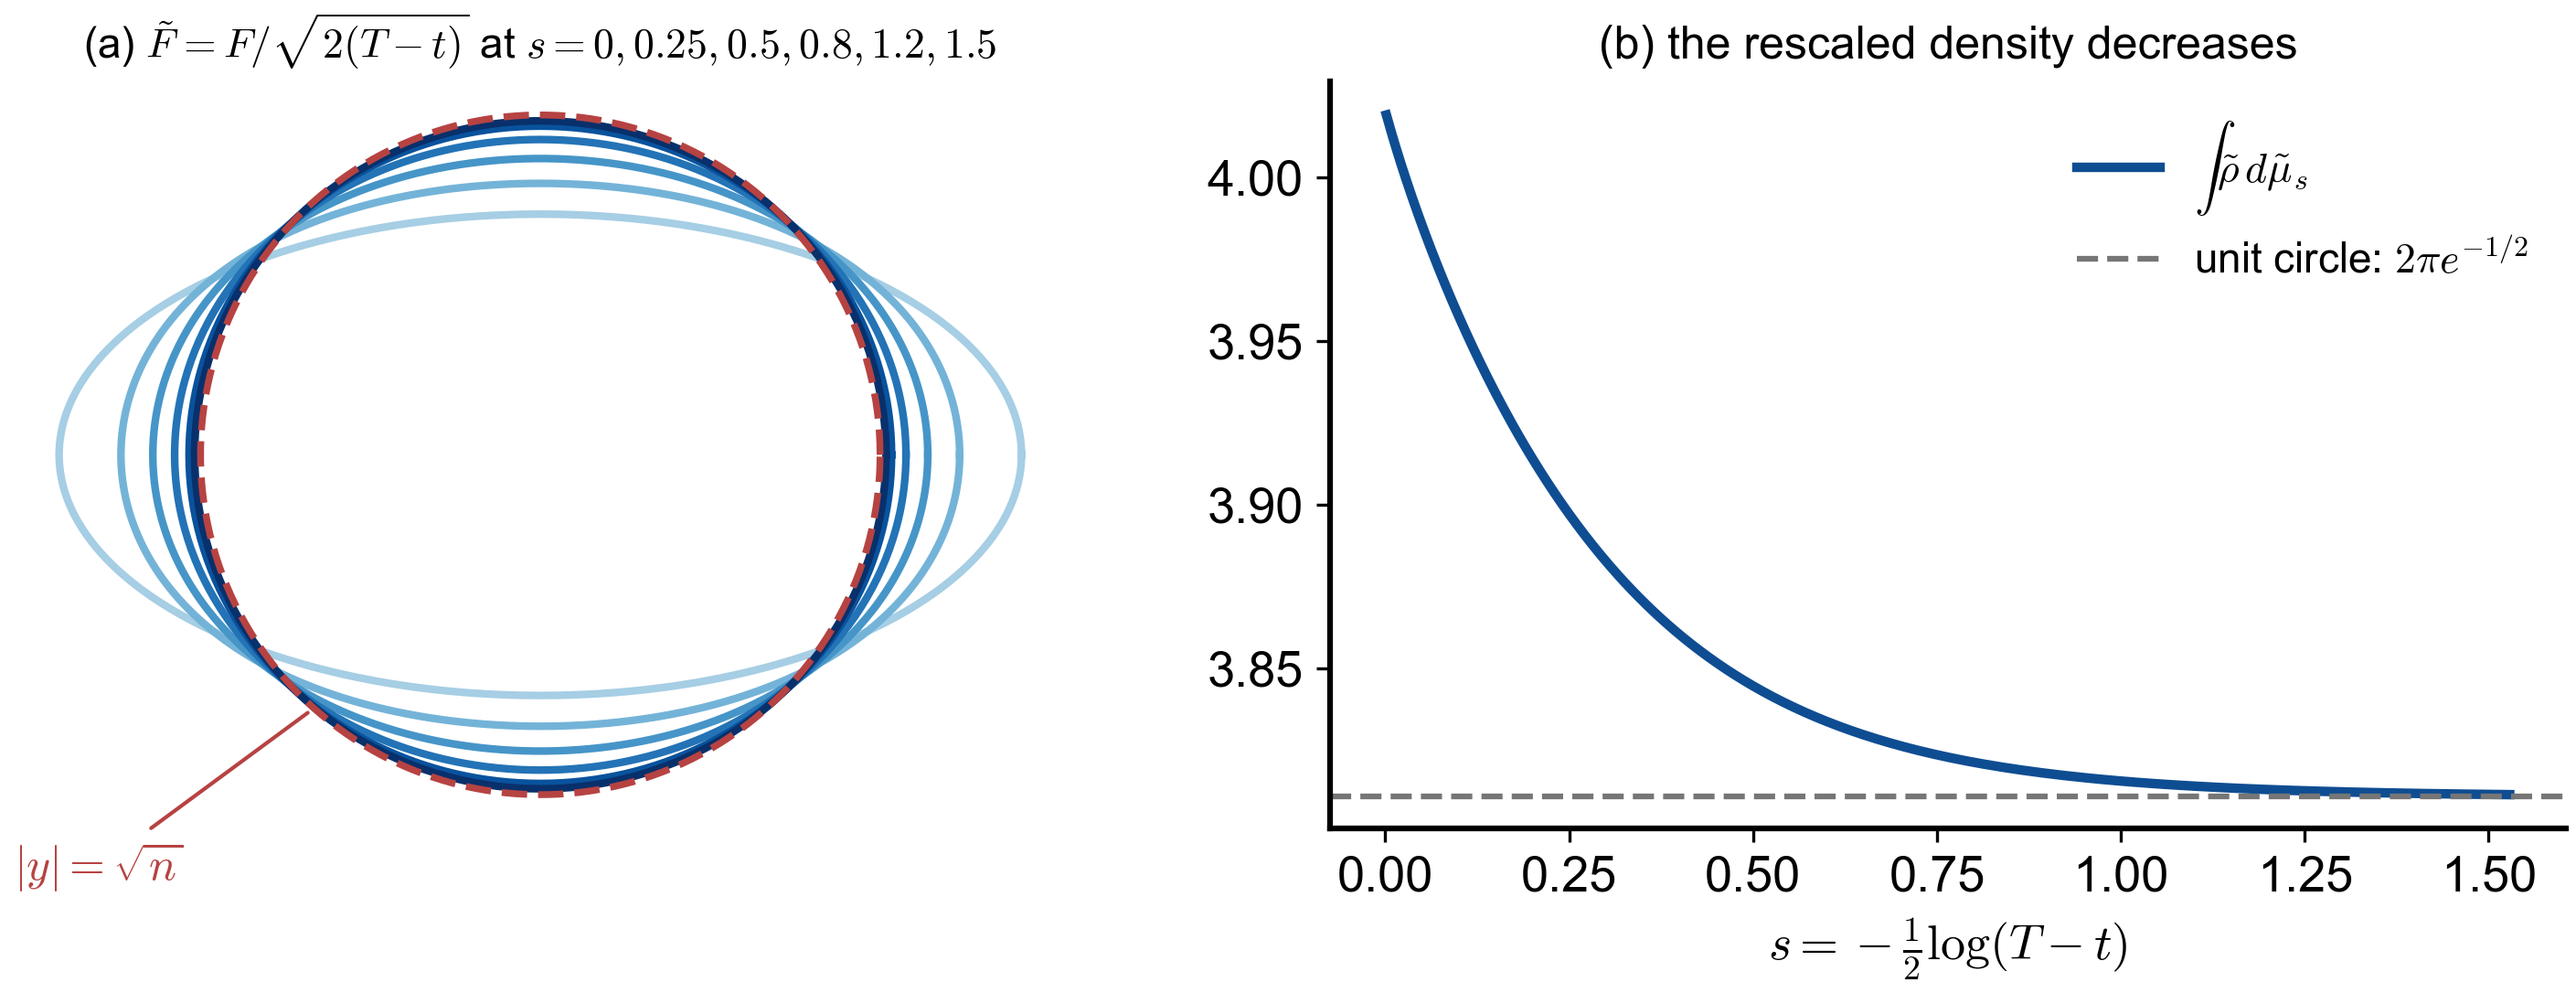 (a) F̃ = F/√2(T − t) at s = 0, 0.25, 0.5, 0.8, 1.2, 1.5
|y| = √n
(b) the rescaled density decreases
∫ρ̃ dμ̃ₛ
unit circle: 2πe^{−1/2}
4.00
3.95
3.90
3.85
0.00 0.25 0.50 0.75 1.00 1.25 1.50
s = −½ log(T − t)